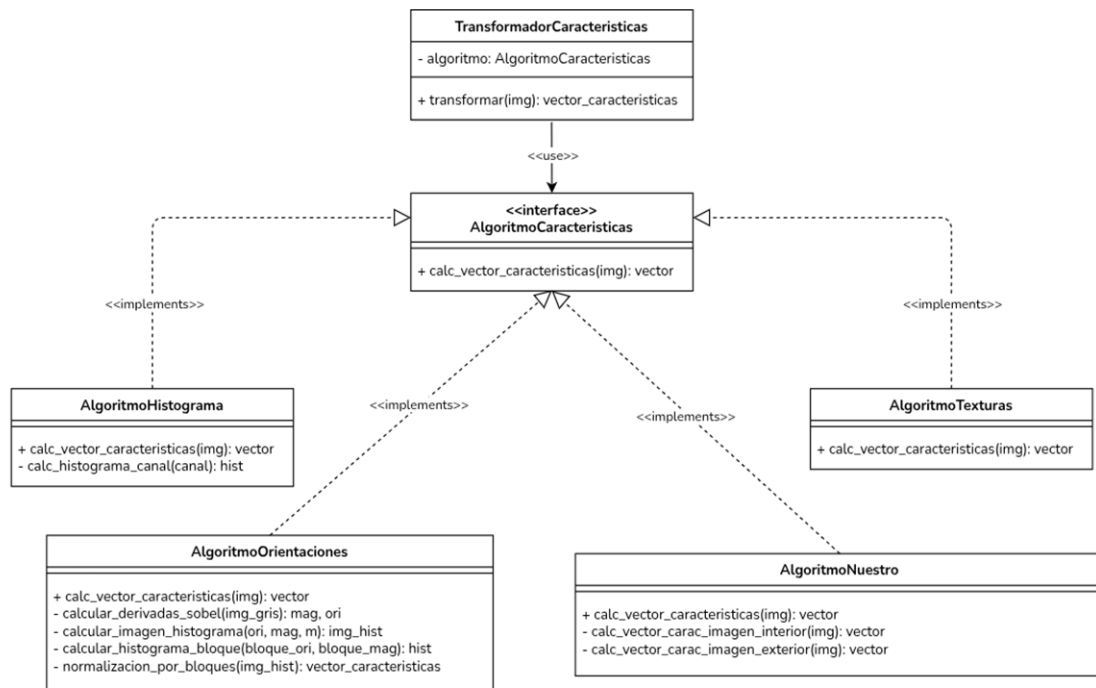 TransformadorCaracteristicas
- algoritmo: AlgoritmoCaracteristicas
+ transformar(img): vector_caracteristicas
<<use>>
<<interface>>
AlgoritmoCaracteristicas
+ calc_vector_caracteristicas(img): vector
<<implements>>
<<implements>>
<<implements>>
<<implements>>
AlgoritmoHistograma
+ calc_vector_caracteristicas(img): vector
- calc_histograma_canal(canal): hist
AlgoritmoTexturas
+ calc_vector_caracteristicas(img): vector
AlgoritmoOrientaciones
+ calc_vector_caracteristicas(img): vector
- calcular_derivadas_sobel(img_gris): mag, ori
- calcular_imagen_histograma(ori, mag, m): img_hist
- calcular_histograma_bloque(bloque_ori, bloque_mag): hist
- normalizacion_por_bloques(img_hist): vector_caracteristicas
AlgoritmoNuestro
+ calc_vector_caracteristicas(img): vector
- calc_vector_carac_imagen_interior(img): vector
- calc_vector_carac_imagen_exterior(img): vector